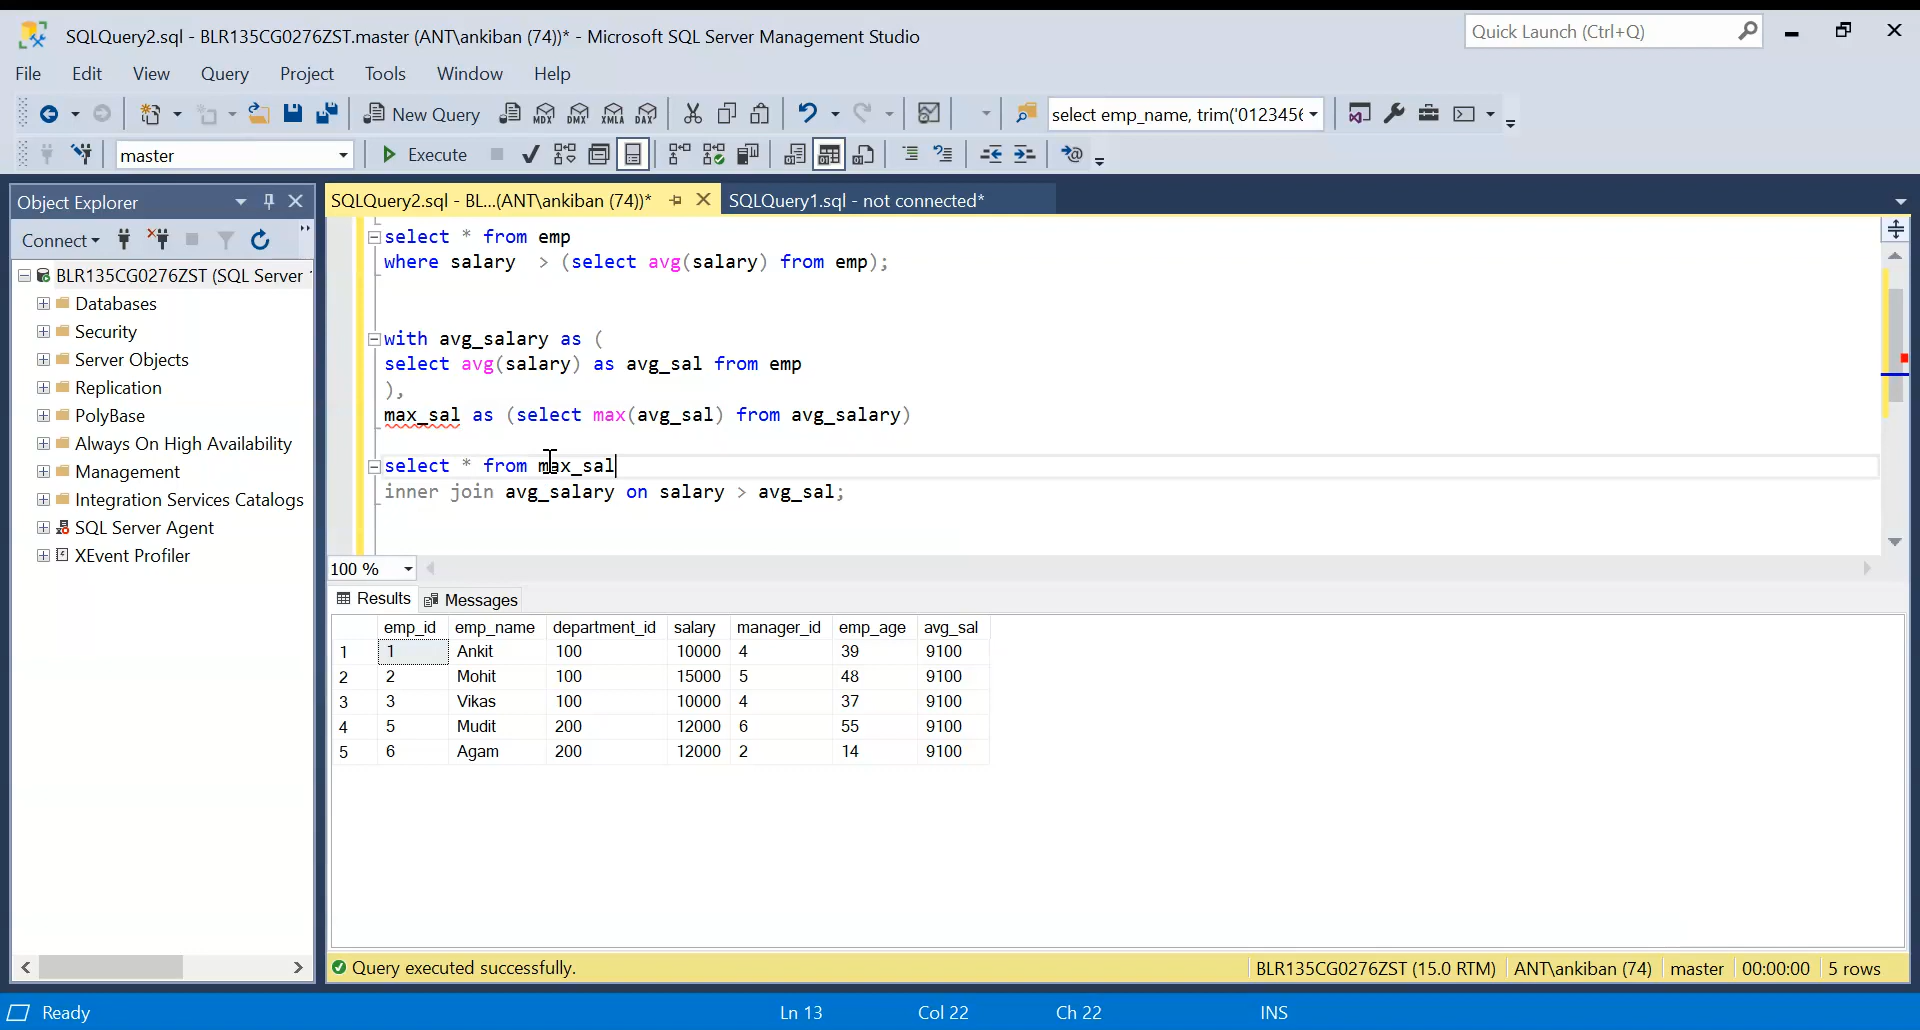 SQLQuery2.sql - BLR135CG0276ZST.master (ANT\ankiban (74))* - Microsoft SQL Server Management Studio
Quick Launch (Ctrl+Q)
File Edit View Query Project Tools Window Help
New Query MDX DMX XMLA DAX select emp_name, trim('0123456
master Execute
Object Explorer
SQLQuery2.sql - BL...(ANT\ankiban (74))*
SQLQuery1.sql - not connected*
Connect
BLR135CG0276ZST (SQL Server
Databases
Security
Server Objects
Replication
PolyBase
Always On High Availability
Management
Integration Services Catalogs
SQL Server Agent
XEvent Profiler
select * from emp
where salary  > (select avg(salary) from emp);
with avg_salary as (
select avg(salary) as avg_sal from emp
),
max_sal as (select max(avg_sal) from avg_salary)
select * from max_sal
inner join avg_salary on salary > avg_sal;
100 %
Results Messages
emp_id emp_name department_id salary manager_id emp_age avg_sal
1 1 Ankit 100 10000 4 39 9100
2 2 Mohit 100 15000 5 48 9100
3 3 Vikas 100 10000 4 37 9100
4 5 Mudit 200 12000 6 55 9100
5 6 Agam 200 12000 2 14 9100
Query executed successfully. BLR135CG0276ZST (15.0 RTM) ANT\ankiban (74) master 00:00:00 5 rows
Ready Ln 13 Col 22 Ch 22 INS